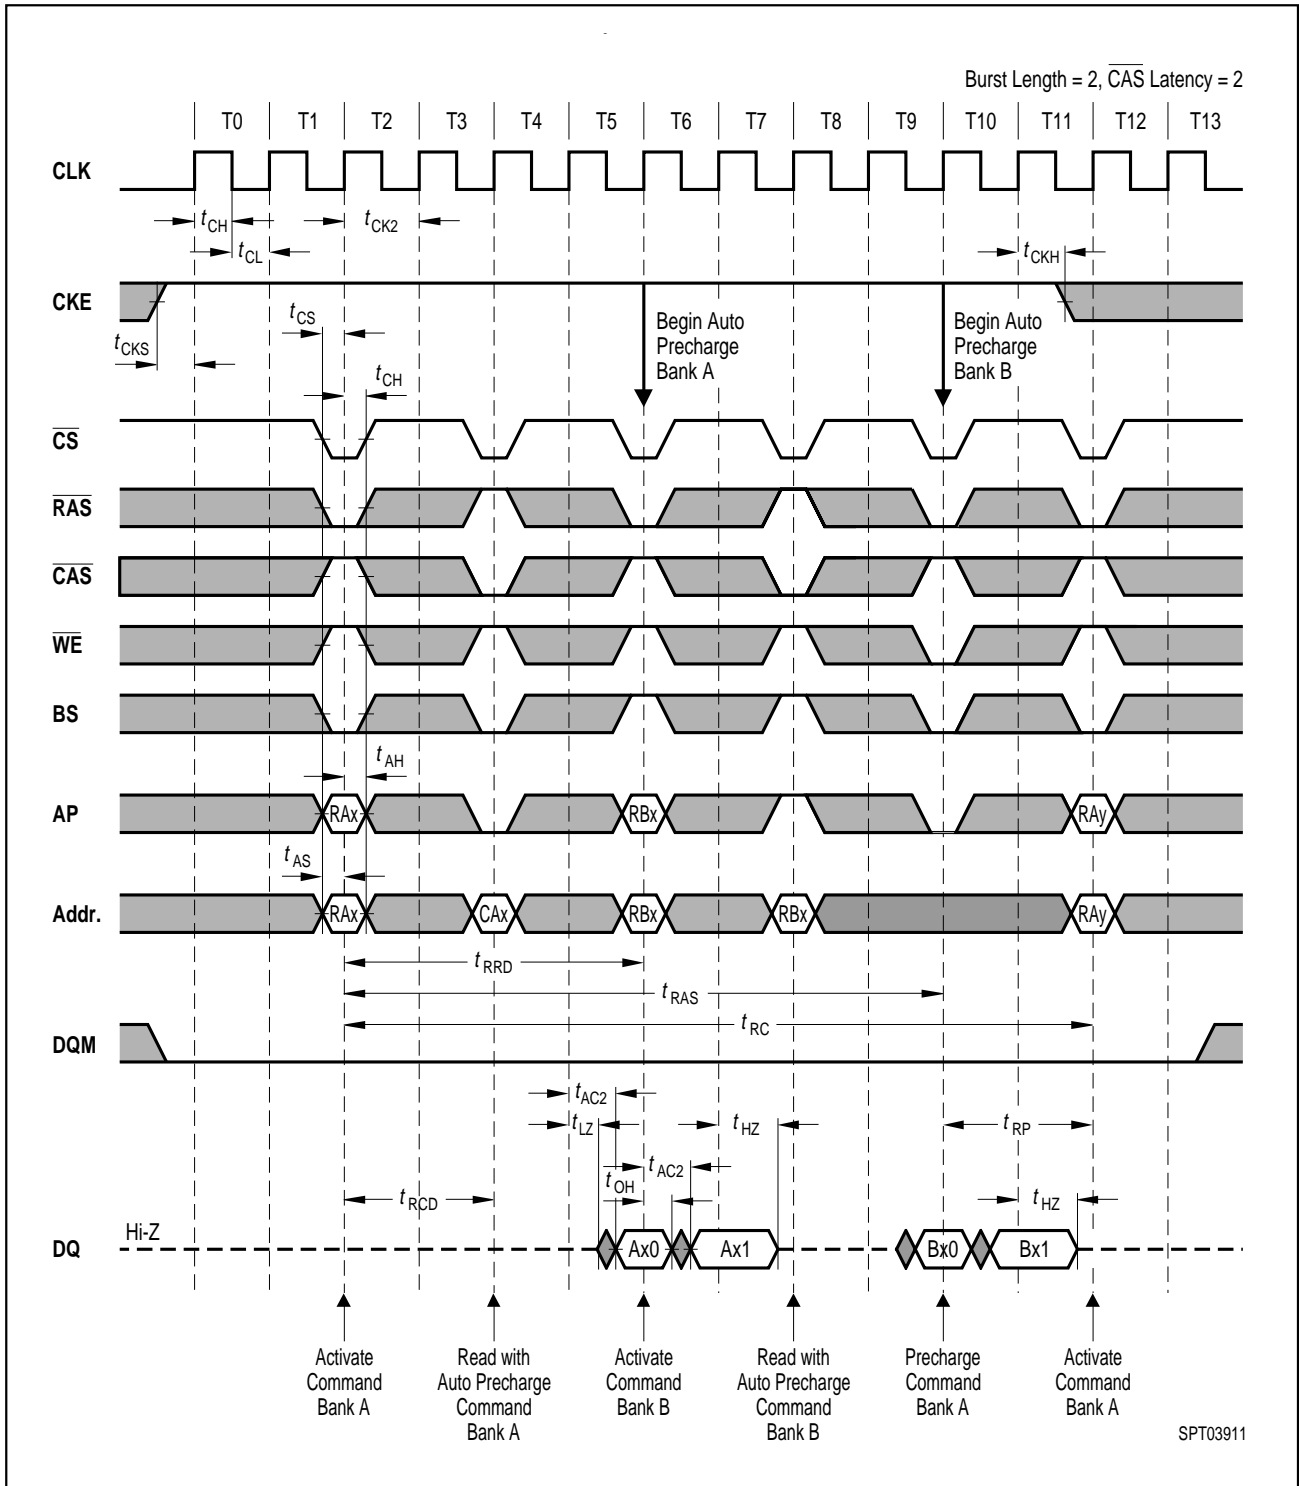 Burst Length = 2, CAS Latency = 2
T0 T1 T2 T3 T4 T5 T6 T7 T8 T9 T10 T11 T12 T13
CLK
tCH
tCK2
tCL
tCKH
CKE
tCS
tCKS
tCH
Begin Auto
Precharge
Bank A
Begin Auto
Precharge
Bank B
CS
RAS
CAS
WE
BS
tAH
AP
RAx
RBx
RAy
tAS
Addr.
RAx
CAx
RBx
RBx
RAy
tRRD
tRAS
tRC
DQM
tAC2
tLZ
tHZ
tRP
tAC2
tOH
tRCD
tHZ
Hi-Z
DQ
Ax0
Ax1
Bx0
Bx1
Activate
Command
Bank A
Read with
Auto Precharge
Command
Bank A
Activate
Command
Bank B
Read with
Auto Precharge
Command
Bank B
Precharge
Command
Bank A
Activate
Command
Bank A
SPT03911